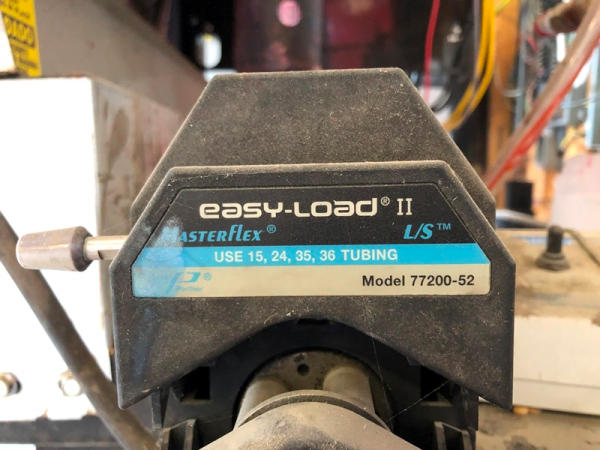 easy-Load® II
MASTERflex® L/S™
USE 15, 24, 35, 36 TUBING
Model 77200-52